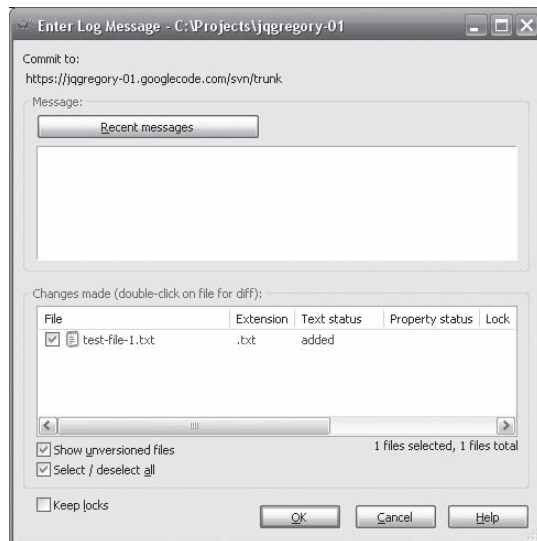 Enter Log Message - C:\Projects\jqgregory-01
Commit to:
https://jqgregory-01.googlecode.com/svn/trunk
Message:
Recent messages
Changes made (double-click on file for diff):
File Extension Text status Property status Lock
test-file-1.txt .txt added
Show unversioned files
1 files selected, 1 files total
Select / deselect all
Keep locks
OK Cancel Help